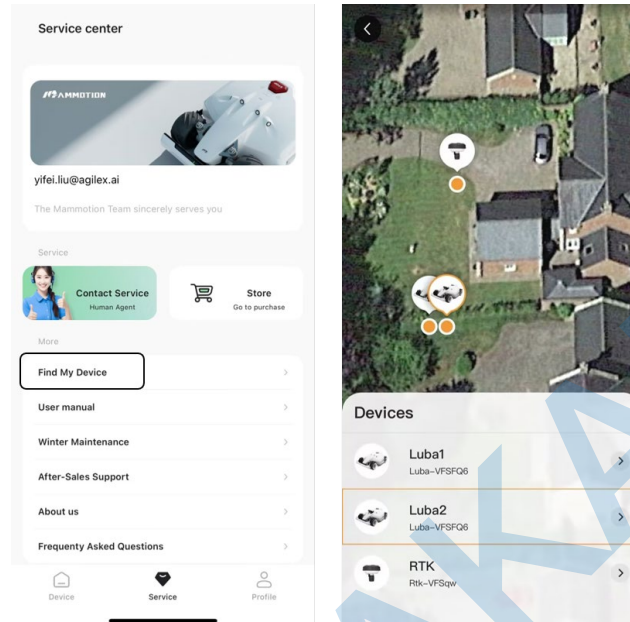 Service center
MAMMOTION
yifei.liu@agilex.ai
The Mammotion Team sincerely serves you
Service
Contact Service
Human Agent
Store
Go to purchase
More
Find My Device
User manual
Winter Maintenance
After-Sales Support
About us
Frequenty Asked Questions
Device
Service
Profile
Devices
Luba1
Luba-VFSFQ6
Luba2
Luba-VFSFQ6
RTK
Rtk-VFSqw